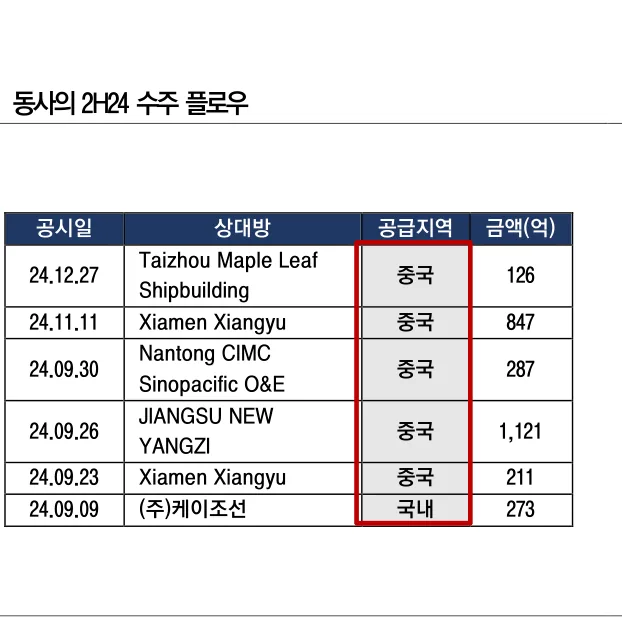 동사의 2H24 수주 플로우
공시일 상대방 공급지역 금액(억)
24.12.27 Taizhou Maple Leaf Shipbuilding 중국 126
24.11.11 Xiamen Xiangyu 중국 847
24.09.30 Nantong CIMC Sinopacific O&E 중국 287
24.09.26 JIANGSU NEW YANGZI 중국 1,121
24.09.23 Xiamen Xiangyu 중국 211
24.09.09 (주)케이조선 국내 273